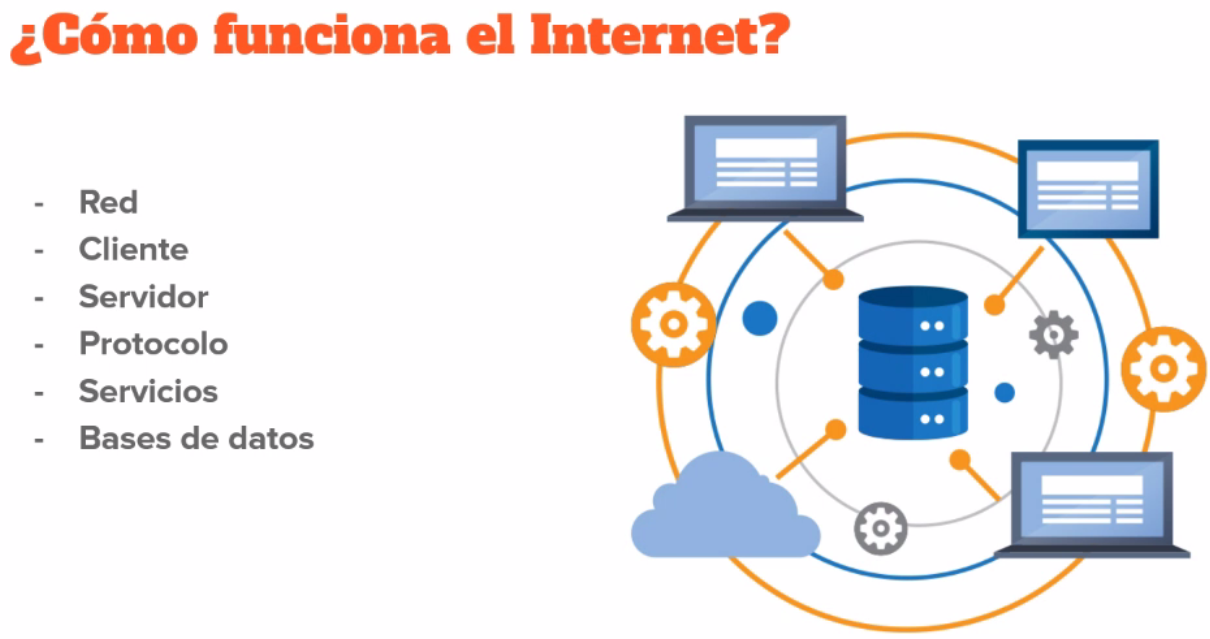 ¿Cómo funciona el Internet?
- Red
- Cliente
- Servidor
- Protocolo
- Servicios
- Bases de datos